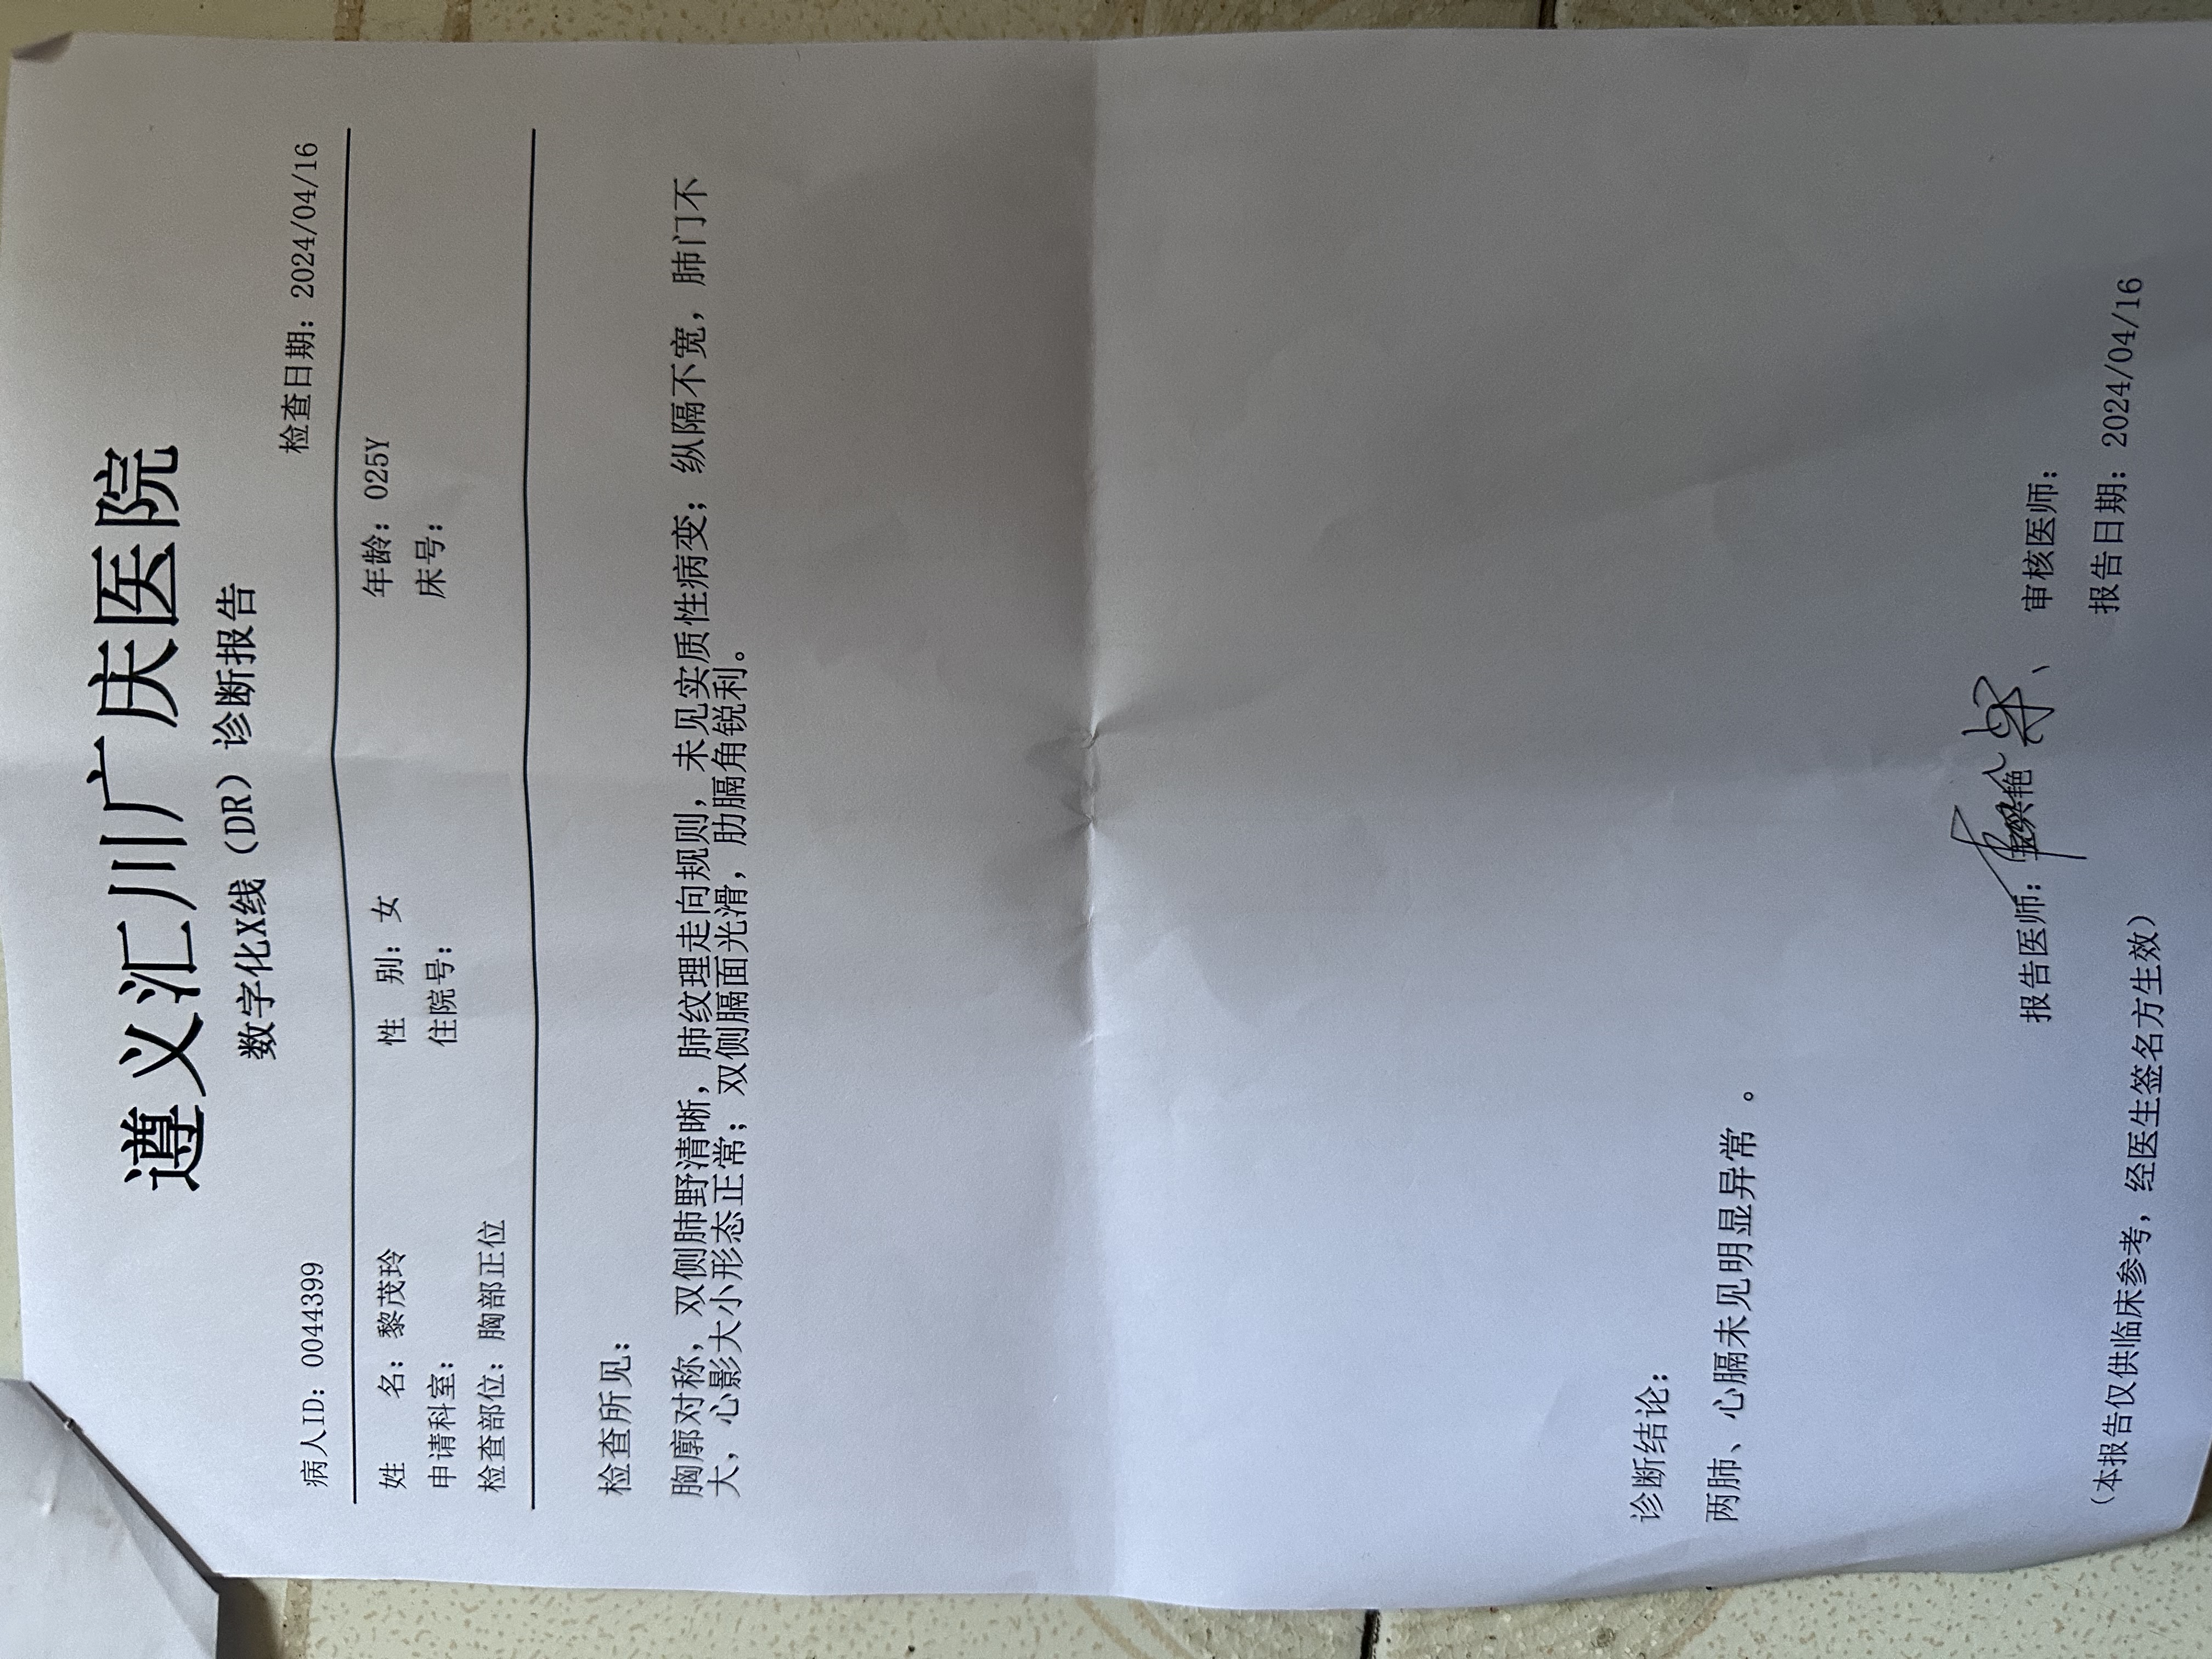 遵义汇川广庆医院
数字化X线（DR）诊断报告
病人ID: 0044399 检查日期: 2024/04/16
姓 名: 黎茂玲 性 别: 女 年龄: 025Y
申请科室: 住院号: 床号:
检查部位: 胸部正位
检查所见:
胸廓对称，双侧肺野清晰，肺纹理走向规则，未见实质性病变；纵隔不宽，肺门不
大，心影大小形态正常；双侧膈面光滑，肋膈角锐利。
诊断结论:
两肺、心膈未见明显异常 。
报告医师: 审核医师:
(本报告仅供临床参考，经医生签名方生效) 报告日期: 2024/04/16